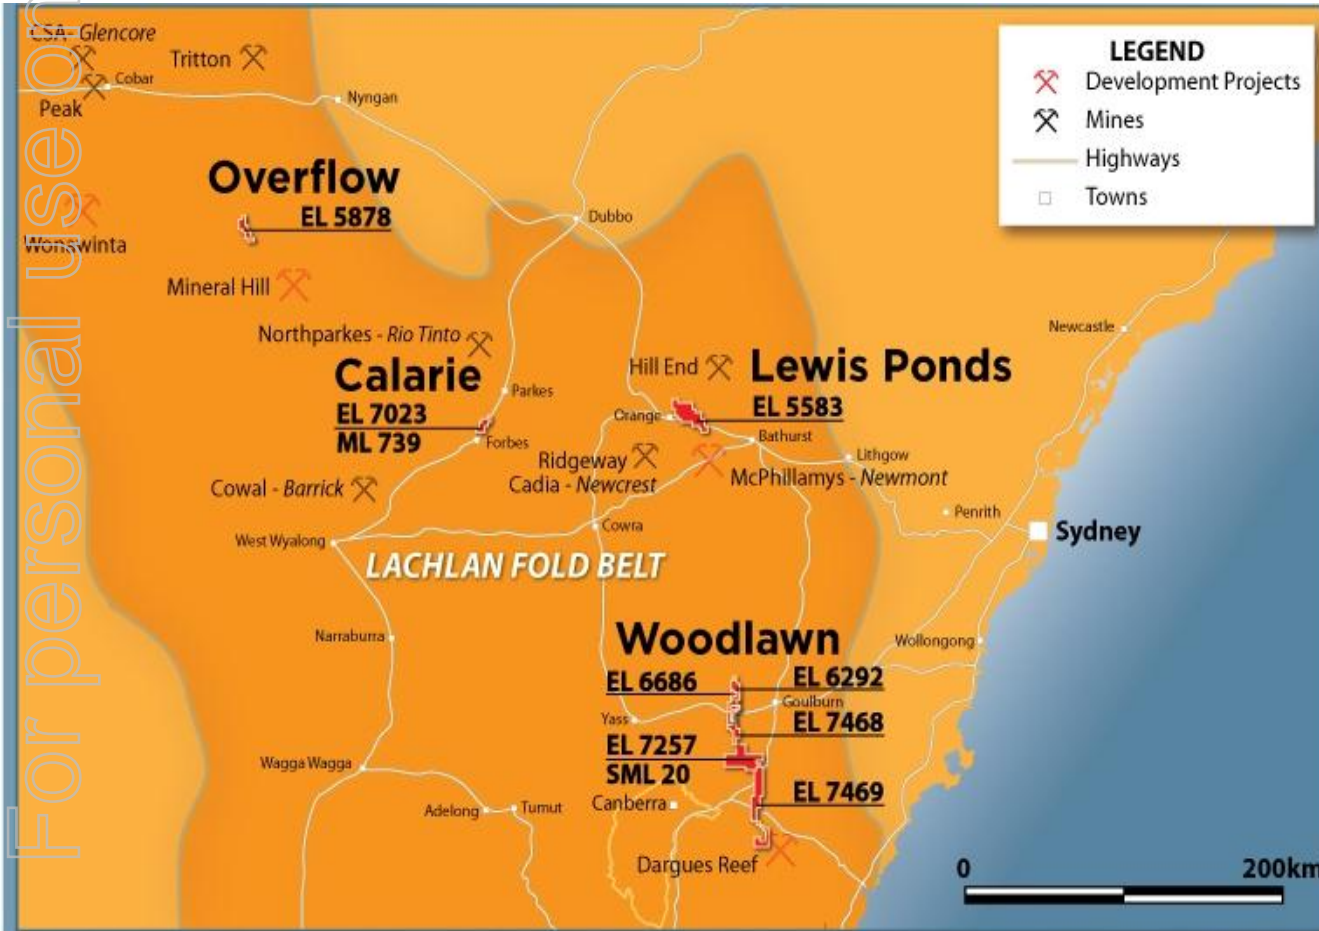 For personal use on
CSA - Glencore
Tritton
Cobar
Peak
Nyngan
LEGEND
Development Projects
Mines
Highways
Towns
Overflow
EL 5878
Wonawinta
Dubbo
Mineral Hill
Northparkes - Rio Tinto
Newcastle
Calarie
EL 7023
ML 739
Parkes
Forbes
Hill End
Lewis Ponds
EL 5583
Orange
Bathurst
Lithgow
Ridgeway
Cadia - Newcrest
McPhillamys - Newmont
Cowal - Barrick
Penrith
Sydney
West Wyalong
Cowra
LACHLAN FOLD BELT
Narraburra
Woodlawn
Wollongong
EL 6686
EL 6292
Goulburn
Yass
EL 7468
EL 7257
SML 20
Wagga Wagga
EL 7469
Canberra
Adelong
Tumut
Dargues Reef
0
200km